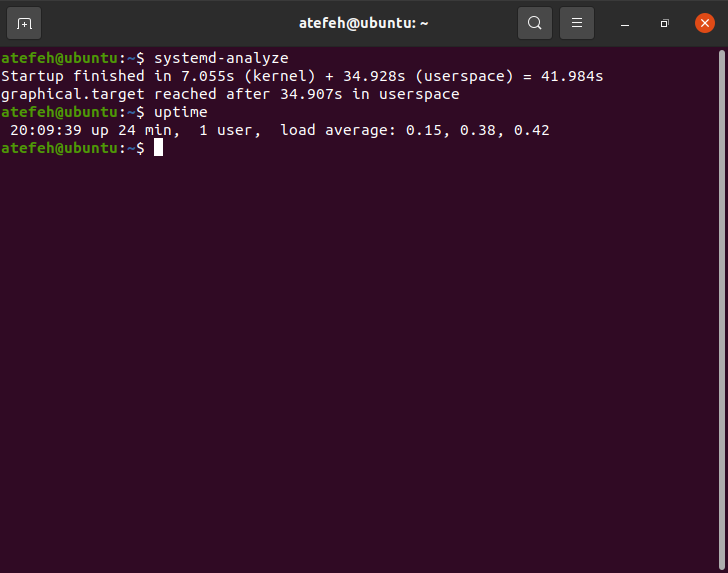 atefeh@ubuntu: ~
atefeh@ubuntu:~$ systemd-analyze
Startup finished in 7.055s (kernel) + 34.928s (userspace) = 41.984s
graphical.target reached after 34.907s in userspace
atefeh@ubuntu:~$ uptime
 20:09:39 up 24 min,  1 user,  load average: 0.15, 0.38, 0.42
atefeh@ubuntu:~$